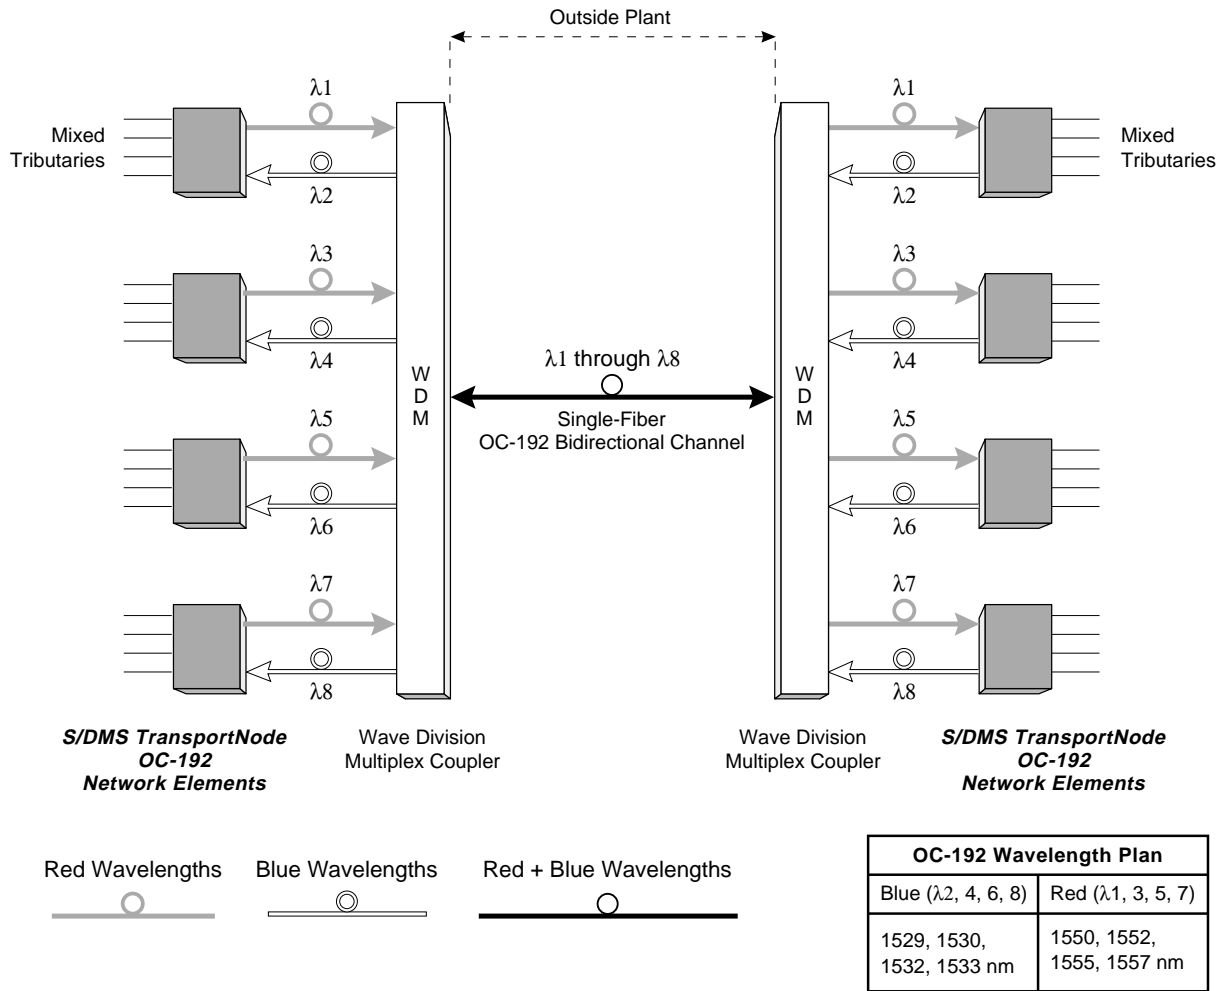 Outside Plant
λ1
λ1
Mixed
Tributaries
Mixed
Tributaries
λ2
λ2
λ3
λ3
λ4
λ4
λ1 through λ8
W
D
M
W
D
M
Single-Fiber
OC-192 Bidirectional Channel
λ5
λ5
λ6
λ6
λ7
λ7
λ8
λ8
S/DMS TransportNode
OC-192
Network Elements
Wave Division
Multiplex Coupler
Wave Division
Multiplex Coupler
S/DMS TransportNode
OC-192
Network Elements
Red Wavelengths
Blue Wavelengths
Red + Blue Wavelengths
OC-192 Wavelength Plan
Blue (λ2, 4, 6, 8)
Red (λ1, 3, 5, 7)
1529, 1530,
1532, 1533 nm
1550, 1552,
1555, 1557 nm